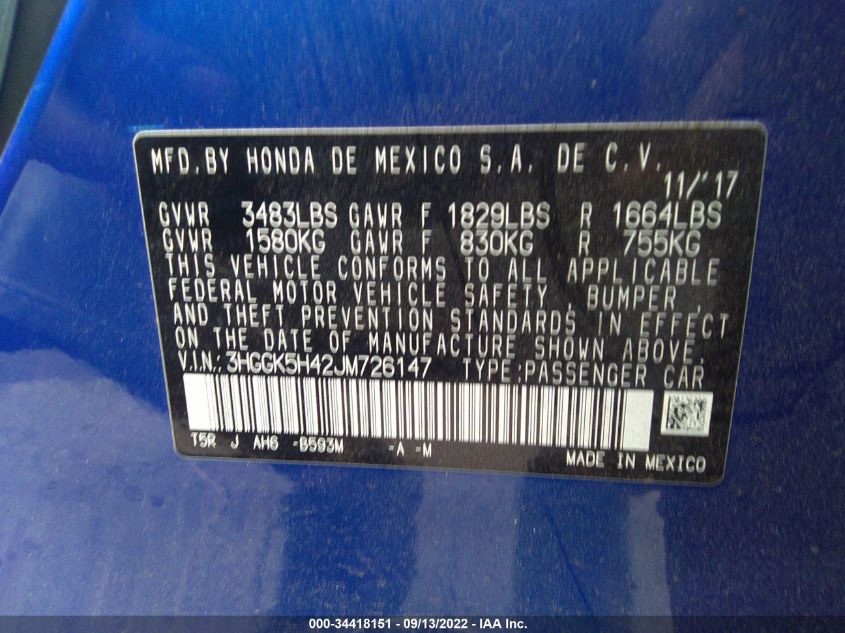 MFD. BY HONDA DE MEXICO S.A. DE C.V.
11/'17
GVWR 3483LBS GAWR F 1829LBS R 1664LBS
GVWR 1580KG GAWR F 830KG R 755KG
THIS VEHICLE CONFORMS TO ALL APPLICABLE
FEDERAL MOTOR VEHICLE SAFETY, BUMPER,
AND THEFT PREVENTION STANDARDS IN EFFECT
ON THE DATE OF MANUFACTURE SHOWN ABOVE.
V.I.N.: 3HGGK5H42JM726147 TYPE: PASSENGER CAR
T5R J AH6 -B593M -A -M
MADE IN MEXICO
000-34418151 - 09/13/2022 - IAA Inc.